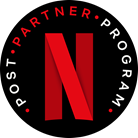 POST • PARTNER • PROGRAM •
N